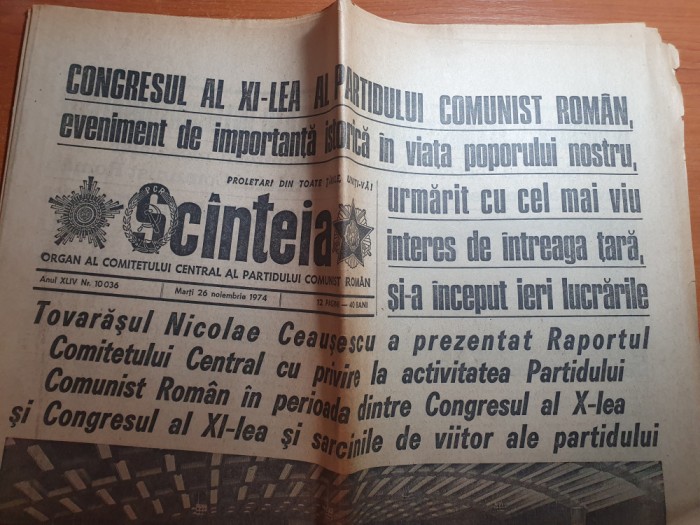 CONGRESUL AL XI-LEA AL PARTIDULUI COMUNIST ROMÂN,
eveniment de importanță istorică în viața poporului nostru,
urmărit cu cel mai viu
interes de întreaga țară,
și-a început ieri lucrările
PROLETARI DIN TOATE ȚĂRILE, UNIȚI-VĂ!
P.C.R.
Scînteia
ORGAN AL COMITETULUI CENTRAL AL PARTIDULUI COMUNIST ROMÂN
Anul XLIV Nr. 10 036
Marți 26 noiembrie 1974
12 PAGINI — 40 BANI
Tovarășul Nicolae Ceaușescu a prezentat Raportul
Comitetului Central cu privire la activitatea Partidului
Comunist Român în perioada dintre Congresul al X-lea
și Congresul al XI-lea și sarcinile de viitor ale partidului